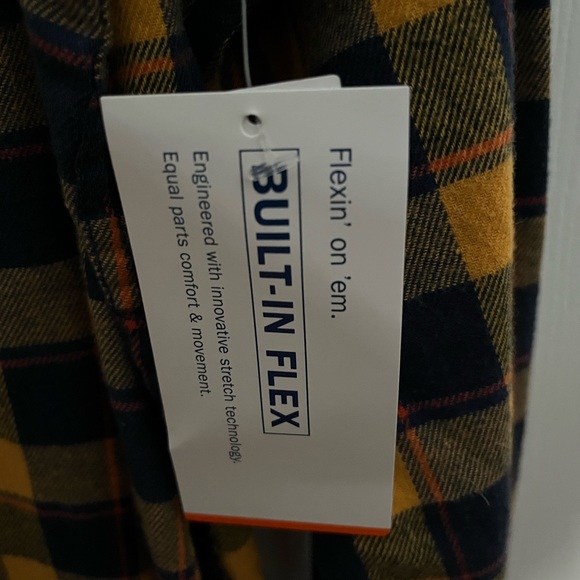 Flexin' on 'em.
BUILT-IN FLEX
Engineered with innovative stretch technology.
Equal parts comfort & movement.